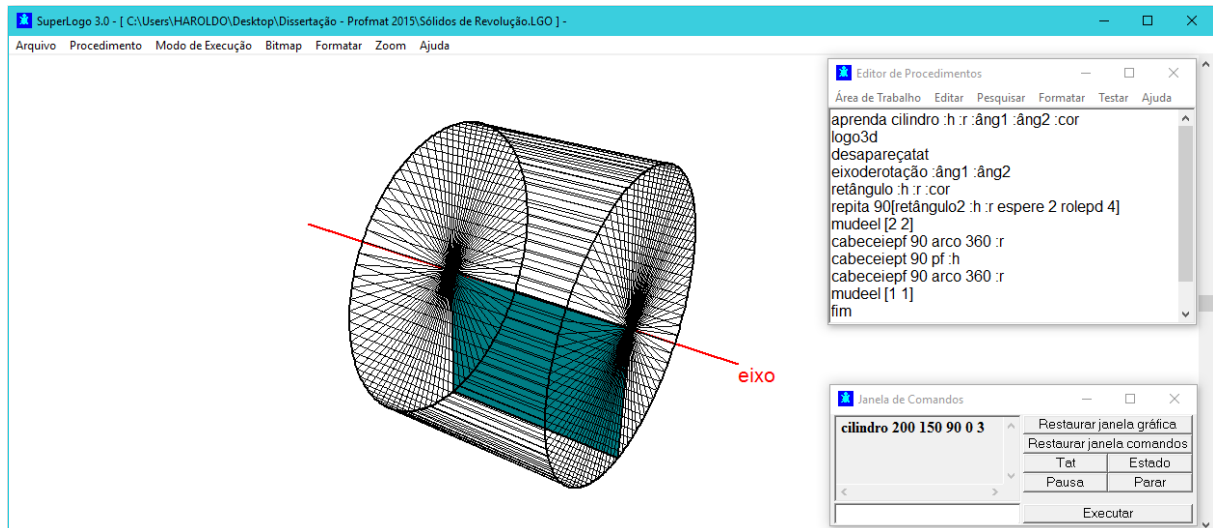 SuperLogo 3.0 - [ C:\Users\HAROLDO\Desktop\Dissertação - Profmat 2015\Sólidos de Revolução.LGO ] -
Arquivo Procedimento Modo de Execução Bitmap Formatar Zoom Ajuda
eixo
Editor de Procedimentos
Área de Trabalho Editar Pesquisar Formatar Testar Ajuda
aprenda cilindro :h :r :âng1 :âng2 :cor
logo3d
desapareçatat
eixoderotação :âng1 :âng2
retângulo :h :r :cor
repita 90[retângulo2 :h :r espere 2 rolepd 4]
mudeel [2 2]
cabeceiepf 90 arco 360 :r
cabeceiept 90 pf :h
cabeceiepf 90 arco 360 :r
mudeel [1 1]
fim
Janela de Comandos
cilindro 200 150 90 0 3
Restaurar janela gráfica
Restaurar janela comandos
Tat Estado
Pausa Parar
Executar